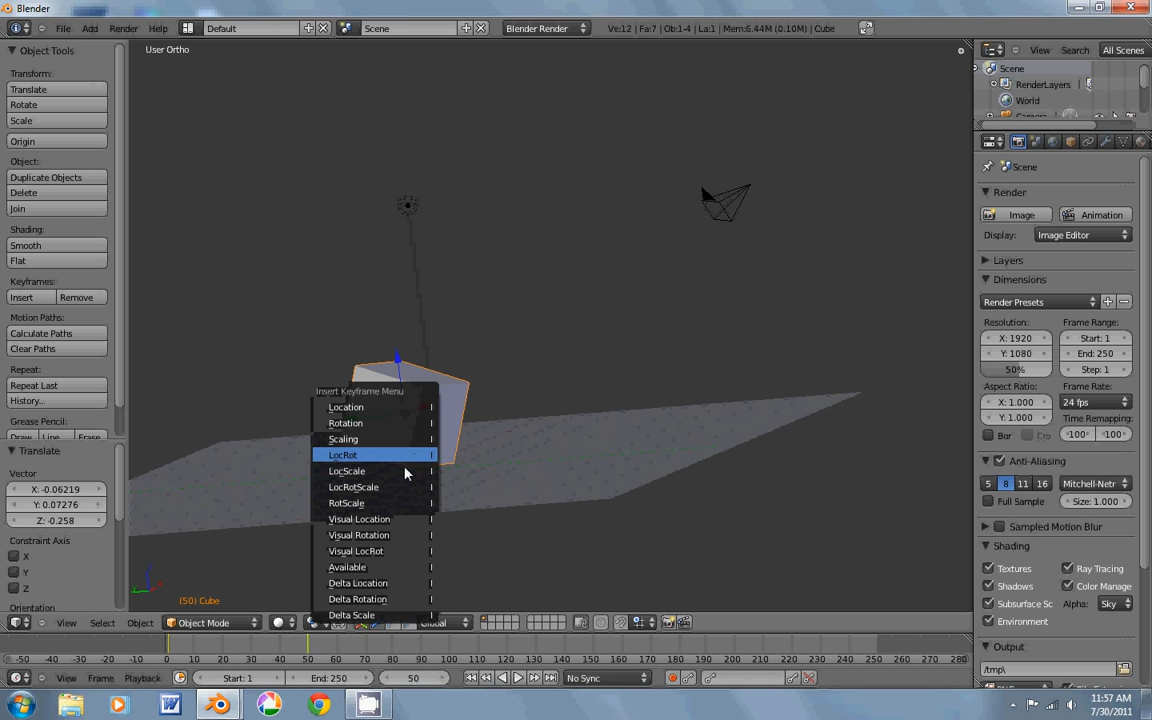 Blender
File Add Render Help Default Scene Blender Render Ve:12 | Fa:7 | Ob:1-4 | La:1 | Mem:6.44M (0.10M) | Cube
Object Tools
Transform:
Translate
Rotate
Scale
Origin
Object:
Duplicate Objects
Delete
Join
Shading:
Smooth
Flat
Keyframes:
Insert Remove
Motion Paths:
Calculate Paths
Clear Paths
Repeat:
Repeat Last
History...
Grease Pencil:
Draw Line Erase
Translate
Vector
X: -0.06219
Y: 0.07276
Z: -0.258
Constraint Axis
X
Y
Z
Orientation
User Ortho
Insert Keyframe Menu
Location I
Rotation I
Scaling I
LocRot I
LocScale I
LocRotScale I
RotScale I
Visual Location I
Visual Rotation I
Visual LocRot I
Available I
Delta Location I
Delta Rotation I
Delta Scale I
(50) Cube
View Select Object Object Mode Global
-50 -40 -30 -20 -10 0 10 20 30 40 50 60 70 80 90 100 110 120 130 140 150 160 170 180 190 200 210 220 230 240 250 260 270 280
View Frame Playback Start: 1 End: 250 50 No Sync
View Search All Scenes
Scene
RenderLayers |
World
Camera
Scene
Render
Image Animation
Display: Image Editor
Layers
Dimensions
Render Presets
Resolution: Frame Range:
X: 1920 Start: 1
Y: 1080 End: 250
50% Step: 1
Aspect Ratio: Frame Rate:
X: 1.000 24 fps
Y: 1.000 Time Remapping:
Bor Cro 100 100
Anti-Aliasing
5 8 11 16 Mitchell-Netr
Full Sample Size: 1.000
Sampled Motion Blur
Shading
Textures Ray Tracing
Shadows Color Manage
Subsurface Sc Alpha: Sky
Environment
Output
/tmp\
11:57 AM
7/30/2011